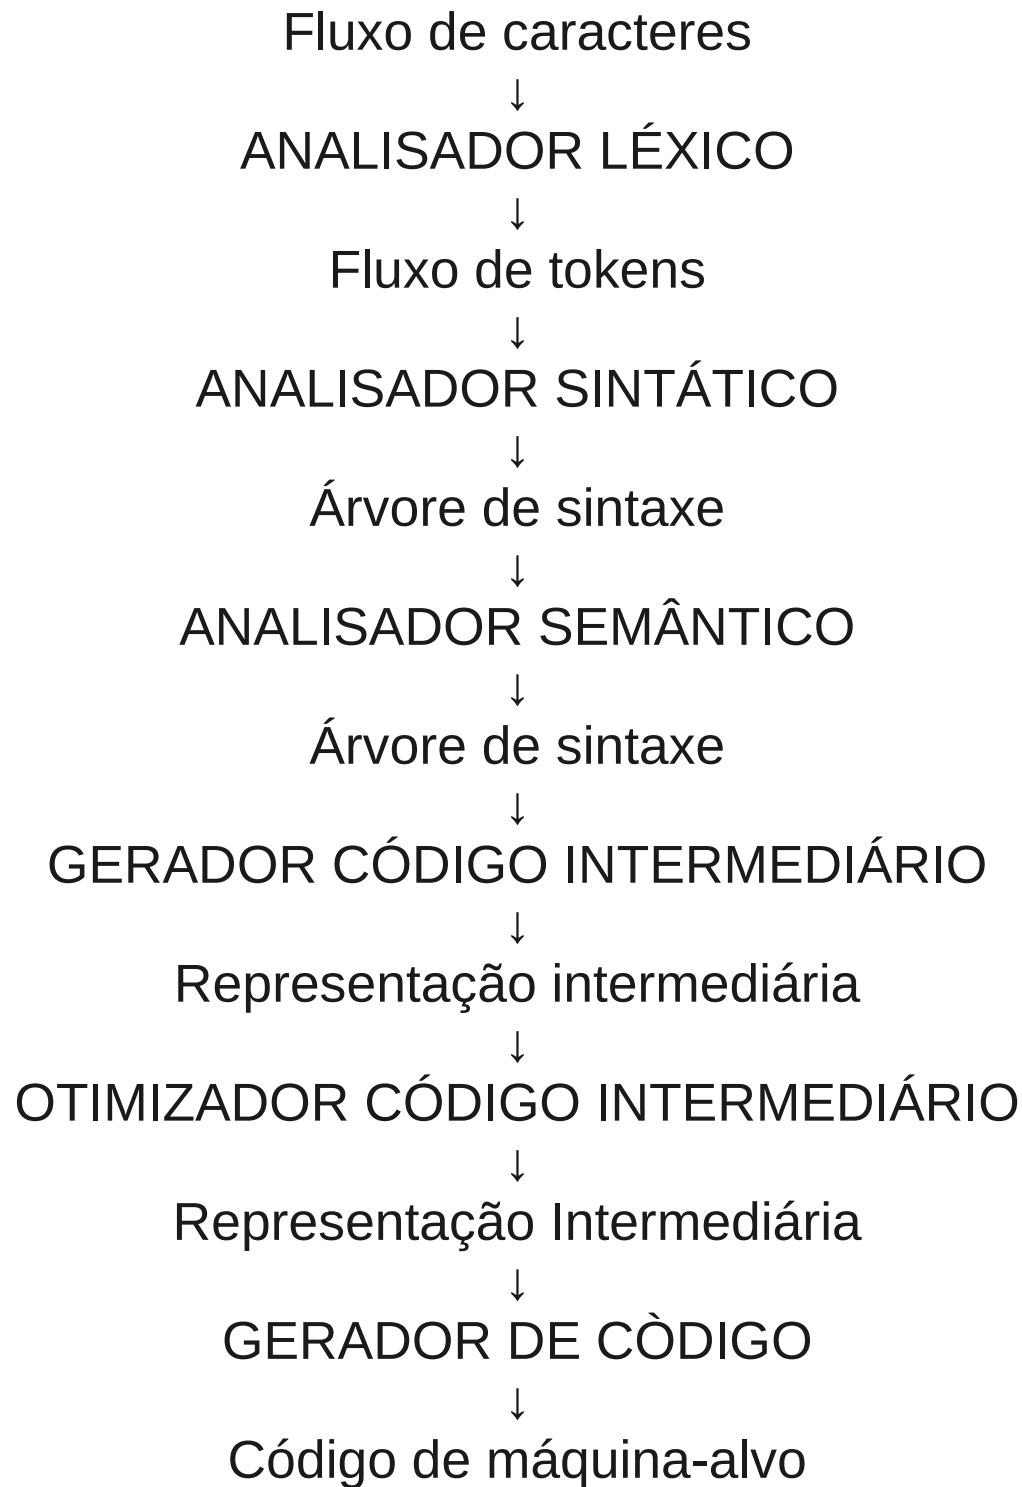 Fluxo de caracteres
↓
ANALISADOR LÉXICO
↓
Fluxo de tokens
↓
ANALISADOR SINTÁTICO
↓
Árvore de sintaxe
↓
ANALISADOR SEMÂNTICO
↓
Árvore de sintaxe
↓
GERADOR CÓDIGO INTERMEDIÁRIO
↓
Representação intermediária
↓
OTIMIZADOR CÓDIGO INTERMEDIÁRIO
↓
Representação Intermediária
↓
GERADOR DE CÒDIGO
↓
Código de máquina-alvo